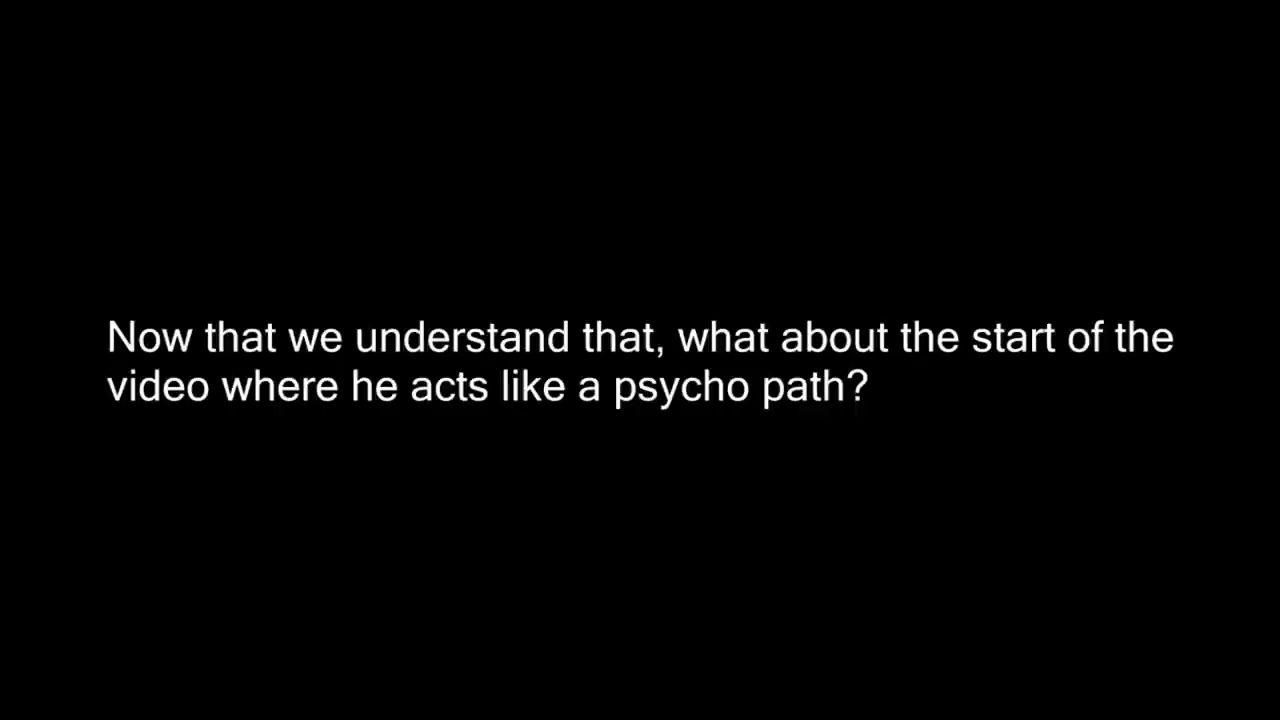 Now that we understand that, what about the start of the
video where he acts like a psycho path?